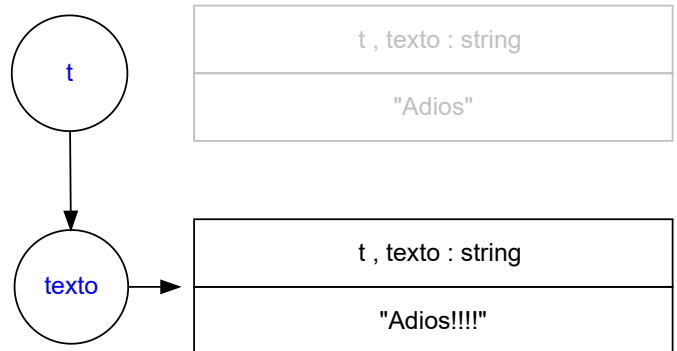 t
t , texto : string
"Adios"
texto
t , texto : string
"Adios!!!!"